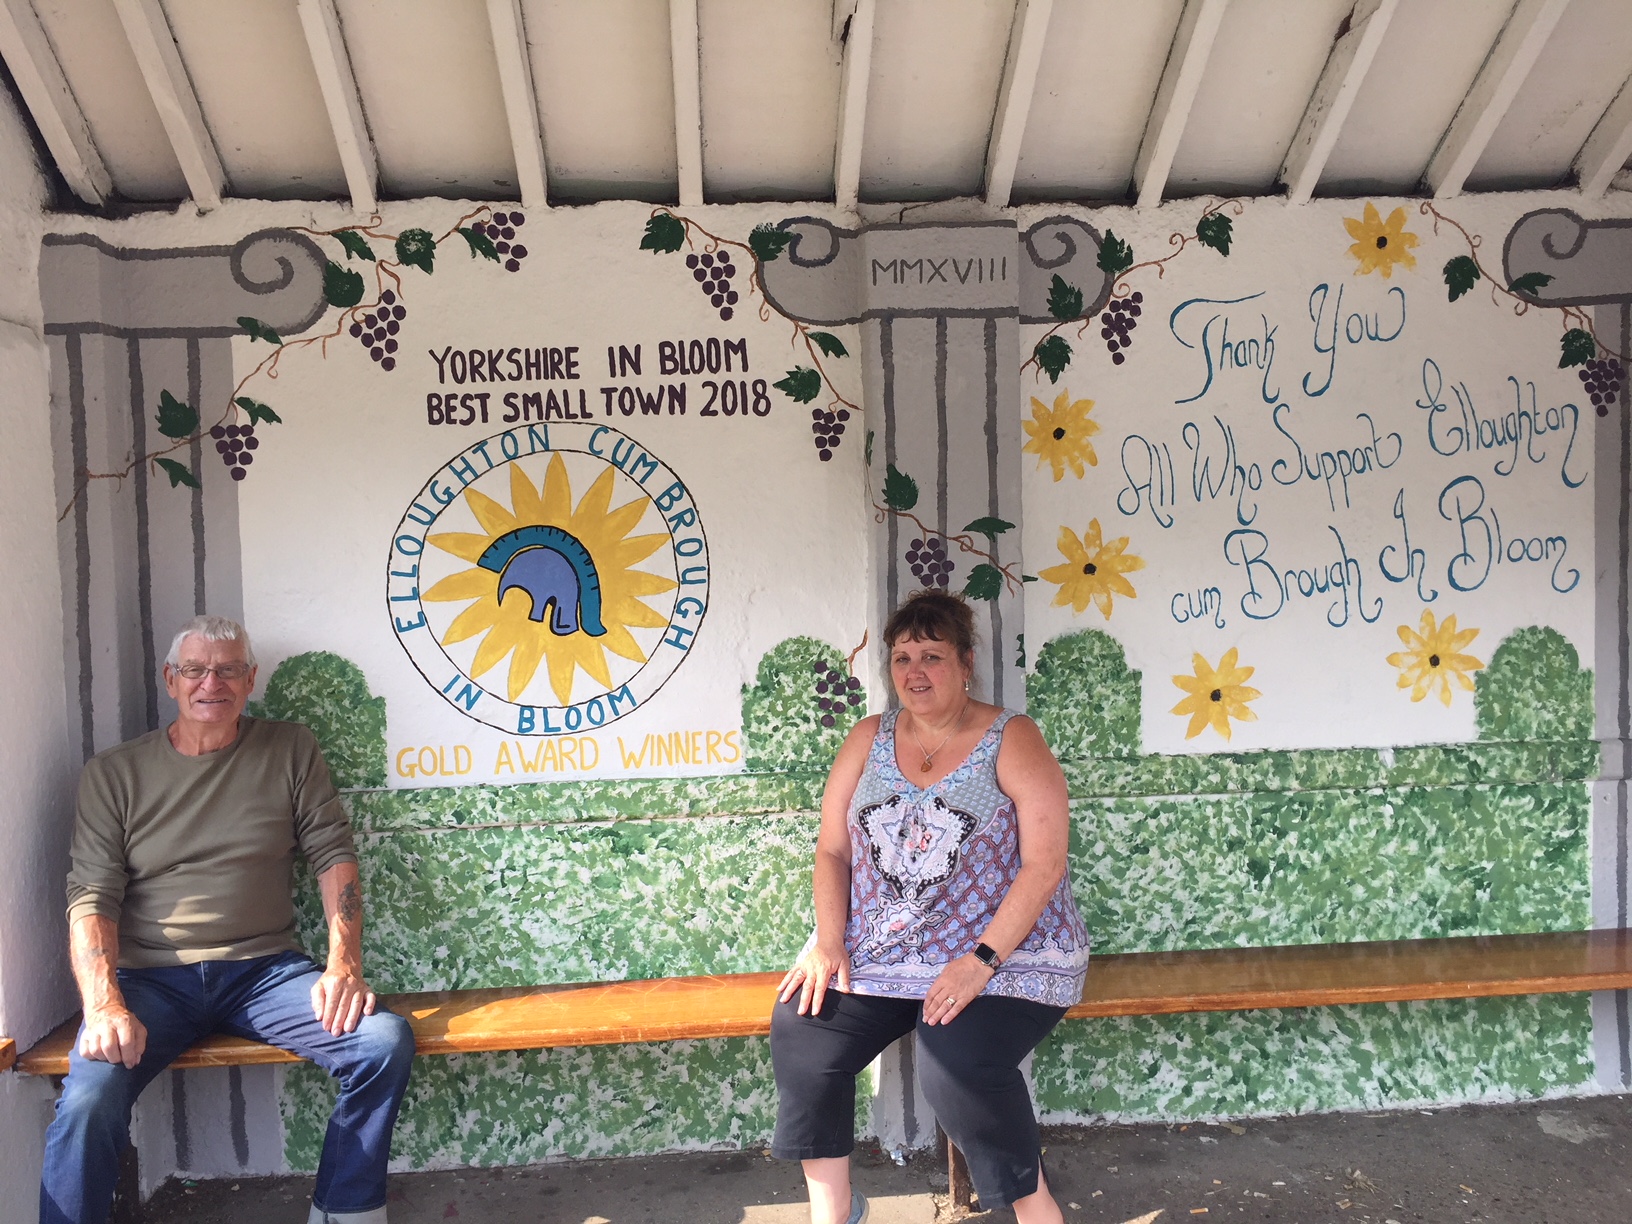 YORKSHIRE IN BLOOM
BEST SMALL TOWN 2018
ELLOUGHTON CUM BROUGH
IN BLOOM
GOLD AWARD WINNERS
MMXVIII
Thank You
All Who Support Elloughton
cum Brough In Bloom